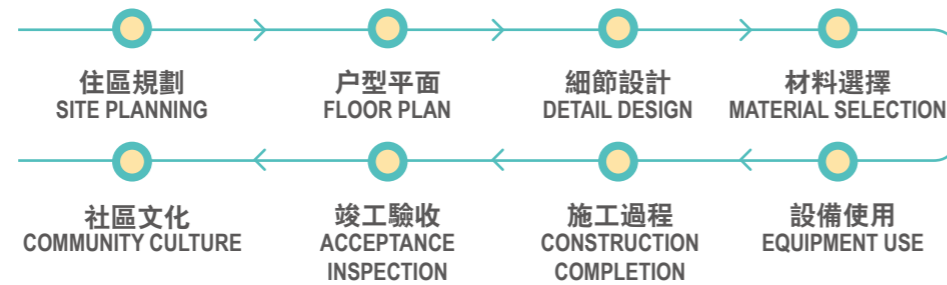 住區規劃
SITE PLANNING
户型平面
FLOOR PLAN
細節設計
DETAIL DESIGN
材料選擇
MATERIAL SELECTION
設備使用
EQUIPMENT USE
施工過程
CONSTRUCTION
COMPLETION
竣工驗收
ACCEPTANCE
INSPECTION
社區文化
COMMUNITY CULTURE